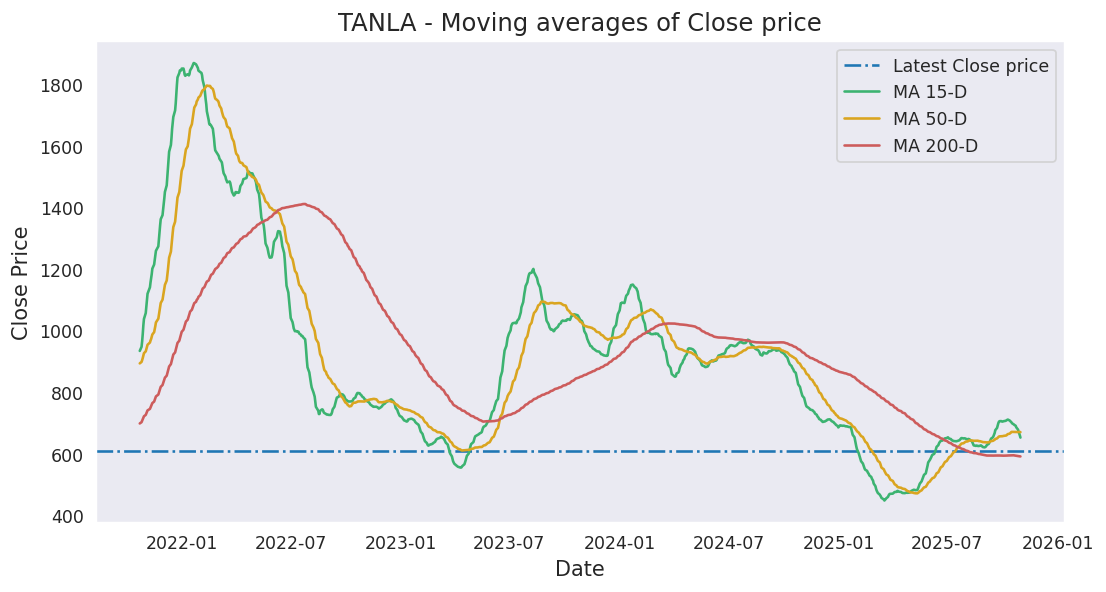 TANLA - Moving averages of Close price
Latest Close price
MA 15-D
MA 50-D
MA 200-D
Close Price
1800
1600
1400
1200
1000
800
600
400
2022-01 2022-07 2023-01 2023-07 2024-01 2024-07 2025-01 2025-07 2026-01
Date